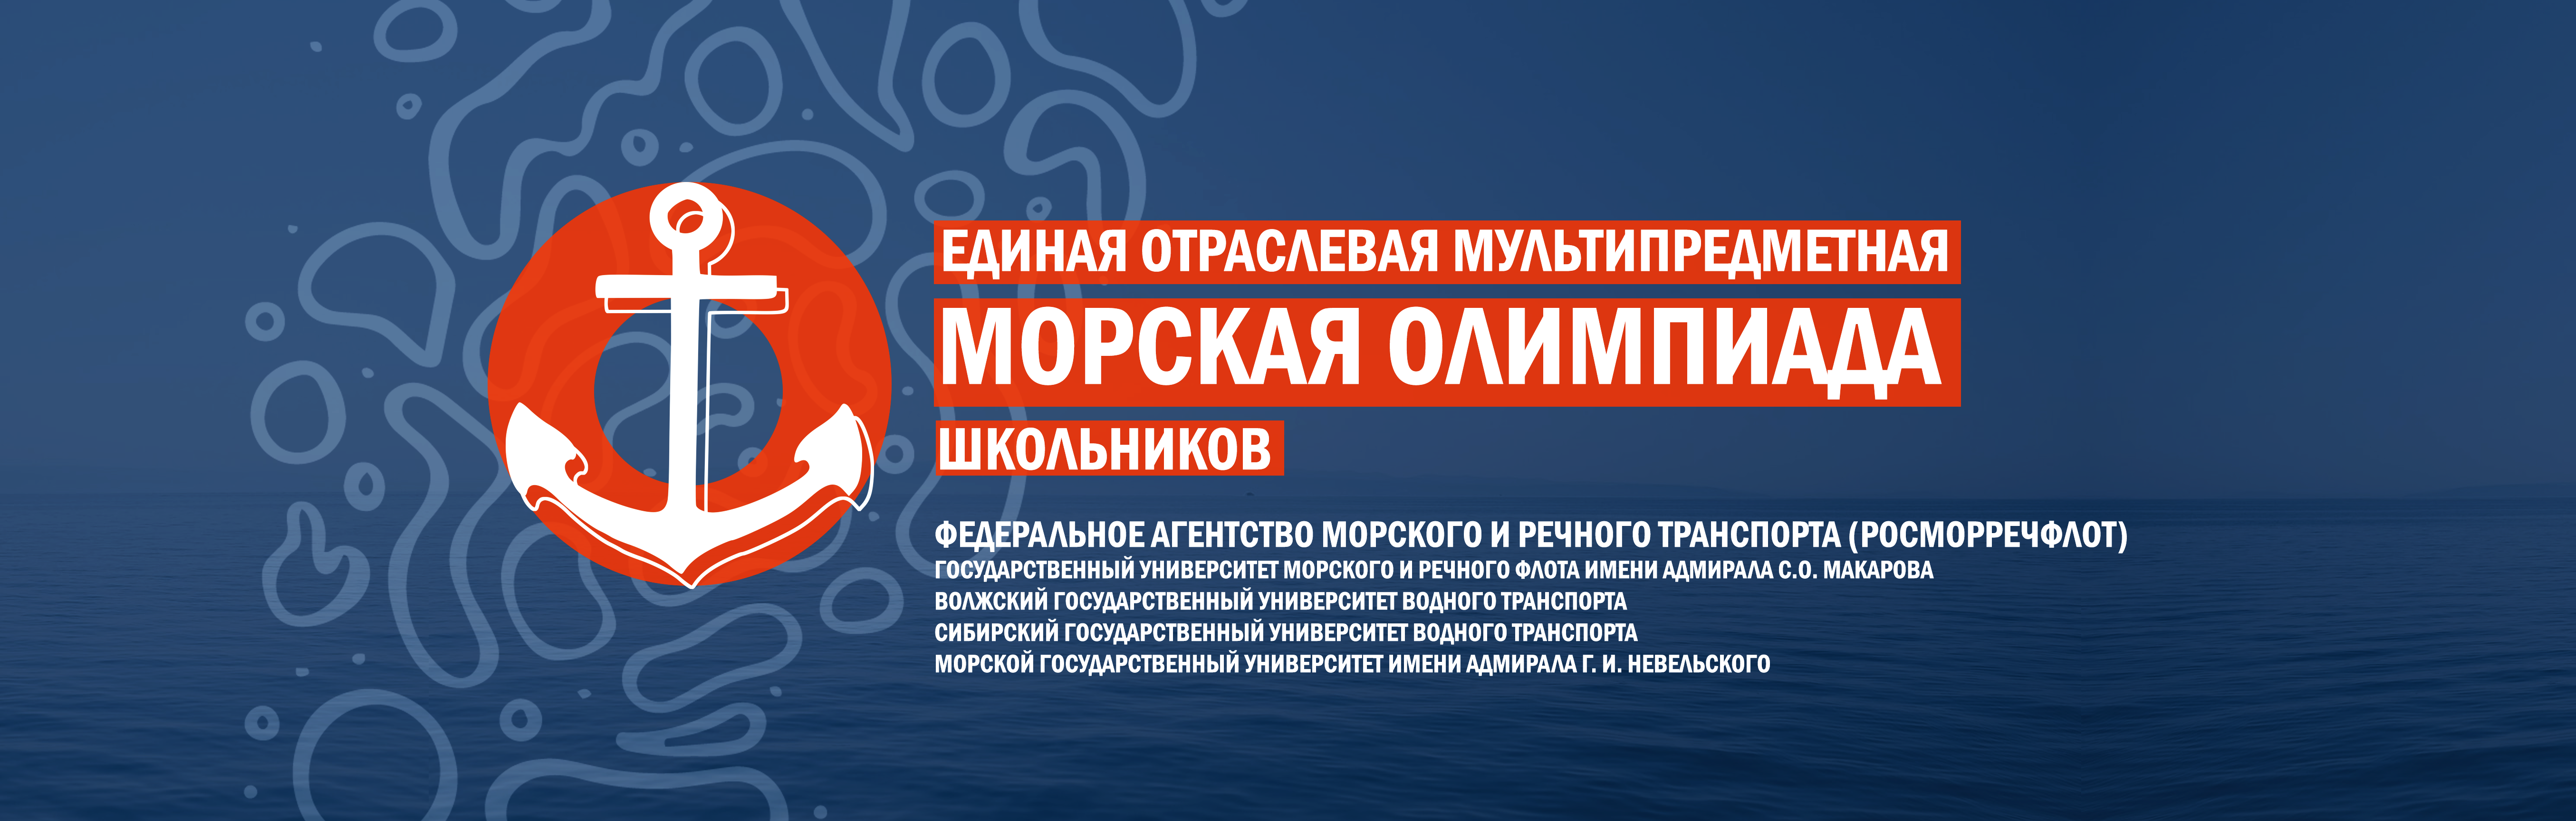 ЕДИНАЯ ОТРАСЛЕВАЯ МУЛЬТИПРЕДМЕТНАЯ
МОРСКАЯ ОЛИМПИАДА
ШКОЛЬНИКОВ
ФЕДЕРАЛЬНОЕ АГЕНТСТВО МОРСКОГО И РЕЧНОГО ТРАНСПОРТА (РОСМОРРЕЧФЛОТ)
ГОСУДАРСТВЕННЫЙ УНИВЕРСИТЕТ МОРСКОГО И РЕЧНОГО ФЛОТА ИМЕНИ АДМИРАЛА С.О. МАКАРОВА
ВОЛЖСКИЙ ГОСУДАРСТВЕННЫЙ УНИВЕРСИТЕТ ВОДНОГО ТРАНСПОРТА
СИБИРСКИЙ ГОСУДАРСТВЕННЫЙ УНИВЕРСИТЕТ ВОДНОГО ТРАНСПОРТА
МОРСКОЙ ГОСУДАРСТВЕННЫЙ УНИВЕРСИТЕТ ИМЕНИ АДМИРАЛА Г. И. НЕВЕЛЬСКОГО